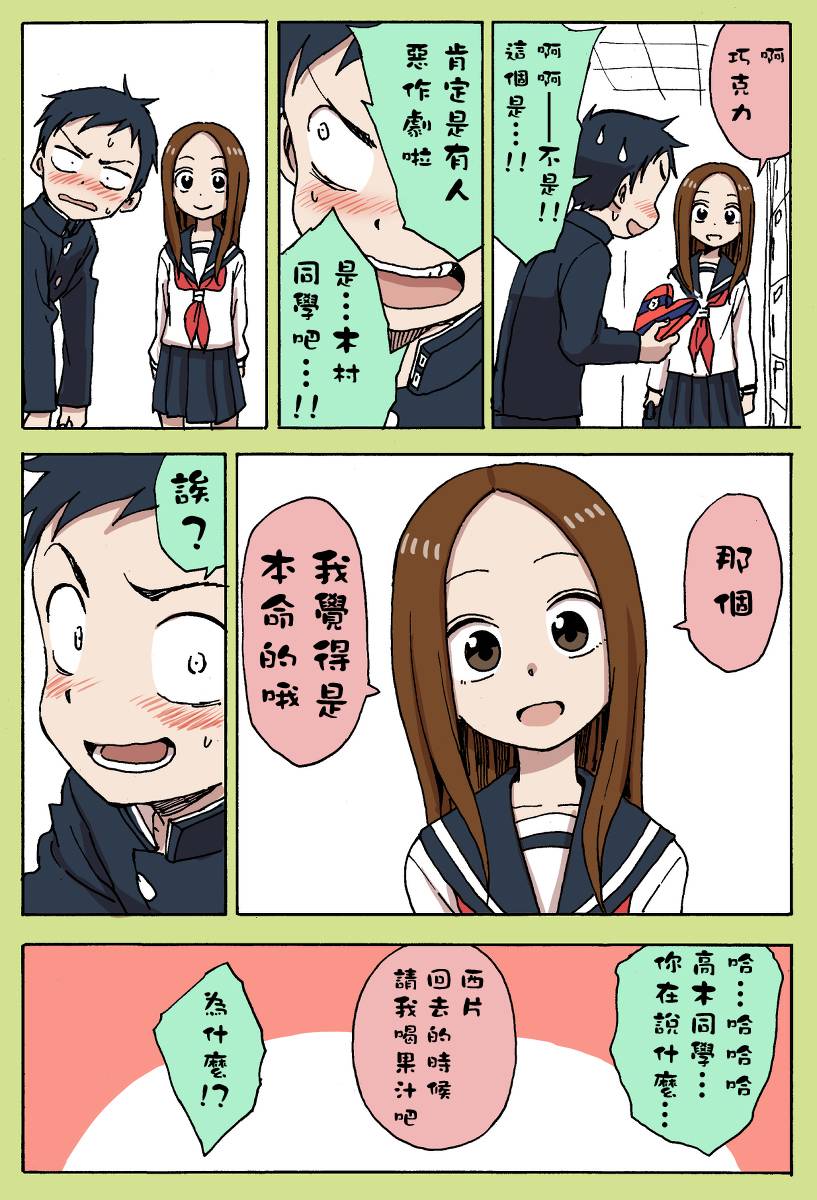 啊
巧克力
啊啊——不是!!
這個是…!!
肯定是有人
惡作劇啦
是…木村
同學吧…!!
那個
我覺得是
本命的哦
誒?
哈…哈哈哈
高木同學…
你在說什麼…
西片
回去的時候
請我喝果汁吧
為什麼!?